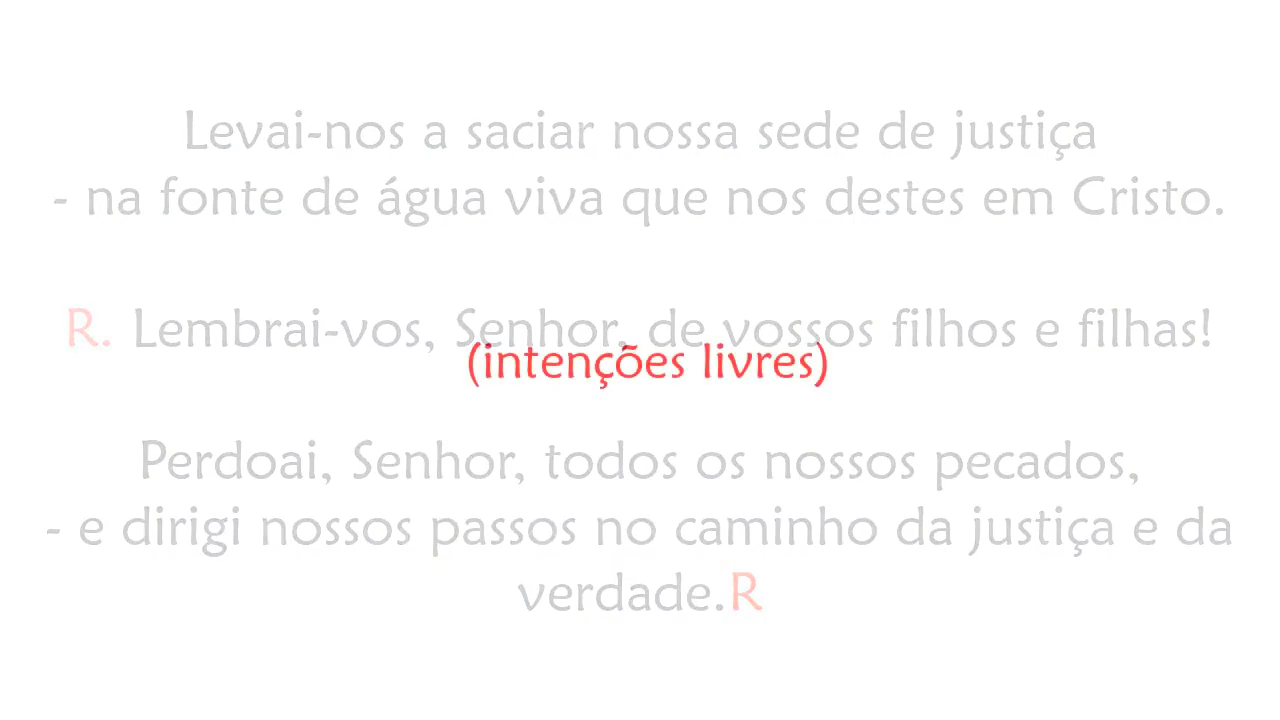 Levai-nos a saciar nossa sede de justiça
- na fonte de água viva que nos destes em Cristo.
R. Lembrai-vos, Senhor, de vossos filhos e filhas!
(intenções livres)
Perdoai, Senhor, todos os nossos pecados,
- e dirigi nossos passos no caminho da justiça e da
verdade.R